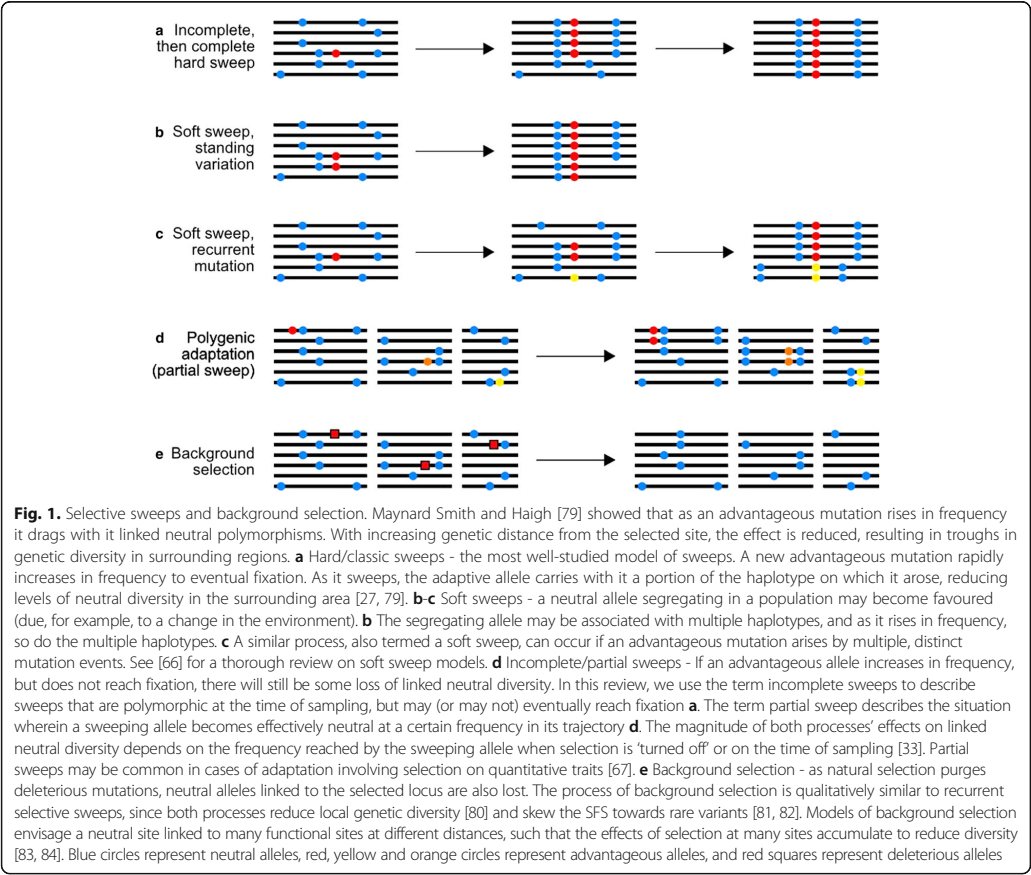 a Incomplete,
then complete
hard sweep
b Soft sweep,
standing
variation
c Soft sweep,
recurrent
mutation
d Polygenic
adaptation
(partial sweep)
e Background
selection
Fig. 1. Selective sweeps and background selection. Maynard Smith and Haigh [79] showed that as an advantageous mutation rises in frequency
it drags with it linked neutral polymorphisms. With increasing genetic distance from the selected site, the effect is reduced, resulting in troughs in
genetic diversity in surrounding regions. a Hard/classic sweeps - the most well-studied model of sweeps. A new advantageous mutation rapidly
increases in frequency to eventual fixation. As it sweeps, the adaptive allele carries with it a portion of the haplotype on which it arose, reducing
levels of neutral diversity in the surrounding area [27, 79]. b-c Soft sweeps - a neutral allele segregating in a population may become favoured
(due, for example, to a change in the environment). b The segregating allele may be associated with multiple haplotypes, and as it rises in frequency,
so do the multiple haplotypes. c A similar process, also termed a soft sweep, can occur if an advantageous mutation arises by multiple, distinct
mutation events. See [66] for a thorough review on soft sweep models. d Incomplete/partial sweeps - If an advantageous allele increases in frequency,
but does not reach fixation, there will still be some loss of linked neutral diversity. In this review, we use the term incomplete sweeps to describe
sweeps that are polymorphic at the time of sampling, but may (or may not) eventually reach fixation a. The term partial sweep describes the situation
wherein a sweeping allele becomes effectively neutral at a certain frequency in its trajectory d. The magnitude of both processes' effects on linked
neutral diversity depends on the frequency reached by the sweeping allele when selection is 'turned off' or on the time of sampling [33]. Partial
sweeps may be common in cases of adaptation involving selection on quantitative traits [67]. e Background selection - as natural selection purges
deleterious mutations, neutral alleles linked to the selected locus are also lost. The process of background selection is qualitatively similar to recurrent
selective sweeps, since both processes reduce local genetic diversity [80] and skew the SFS towards rare variants [81, 82]. Models of background selection
envisage a neutral site linked to many functional sites at different distances, such that the effects of selection at many sites accumulate to reduce diversity
[83, 84]. Blue circles represent neutral alleles, red, yellow and orange circles represent advantageous alleles, and red squares represent deleterious alleles